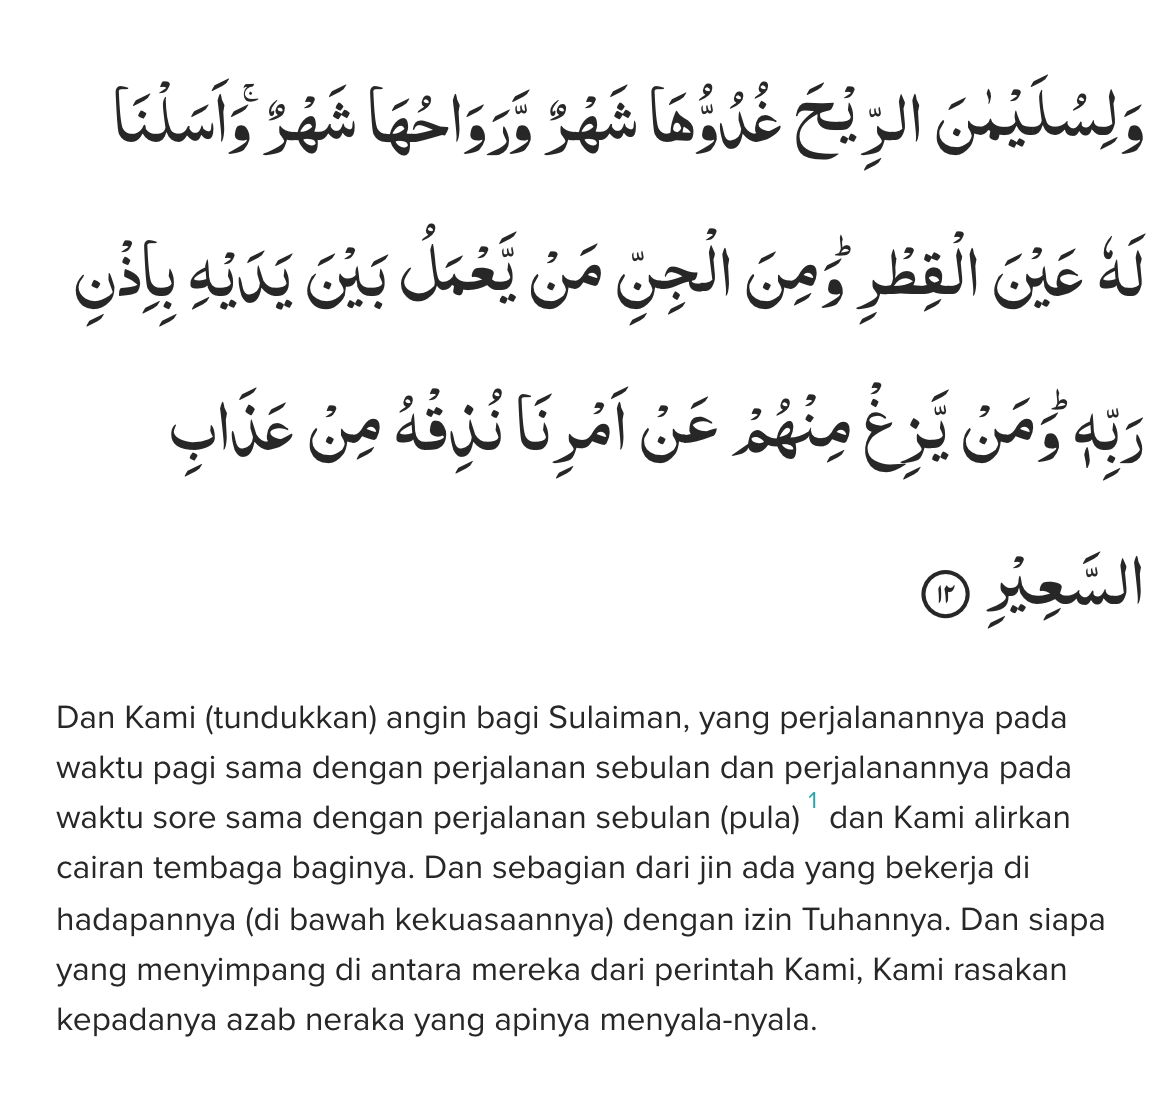 وَلِسُلَيْمٰنَ الرِّيْحَ غُدُوُّهَا شَهْرٌ وَّرَوَاحُهَا شَهْرٌۚ وَاَسَلْنَا
لَهٗ عَيْنَ الْقِطْرِۗ وَمِنَ الْجِنِّ مَنْ يَّعْمَلُ بَيْنَ يَدَيْهِ بِاِذْنِ
رَبِّهٖۗ وَمَنْ يَّزِغْ مِنْهُمْ عَنْ اَمْرِنَا نُذِقْهُ مِنْ عَذَابِ
السَّعِيْرِ ١٢
Dan Kami (tundukkan) angin bagi Sulaiman, yang perjalanannya pada
waktu pagi sama dengan perjalanan sebulan dan perjalanannya pada
waktu sore sama dengan perjalanan sebulan (pula) 1 dan Kami alirkan
cairan tembaga baginya. Dan sebagian dari jin ada yang bekerja di
hadapannya (di bawah kekuasaannya) dengan izin Tuhannya. Dan siapa
yang menyimpang di antara mereka dari perintah Kami, Kami rasakan
kepadanya azab neraka yang apinya menyala-nyala.